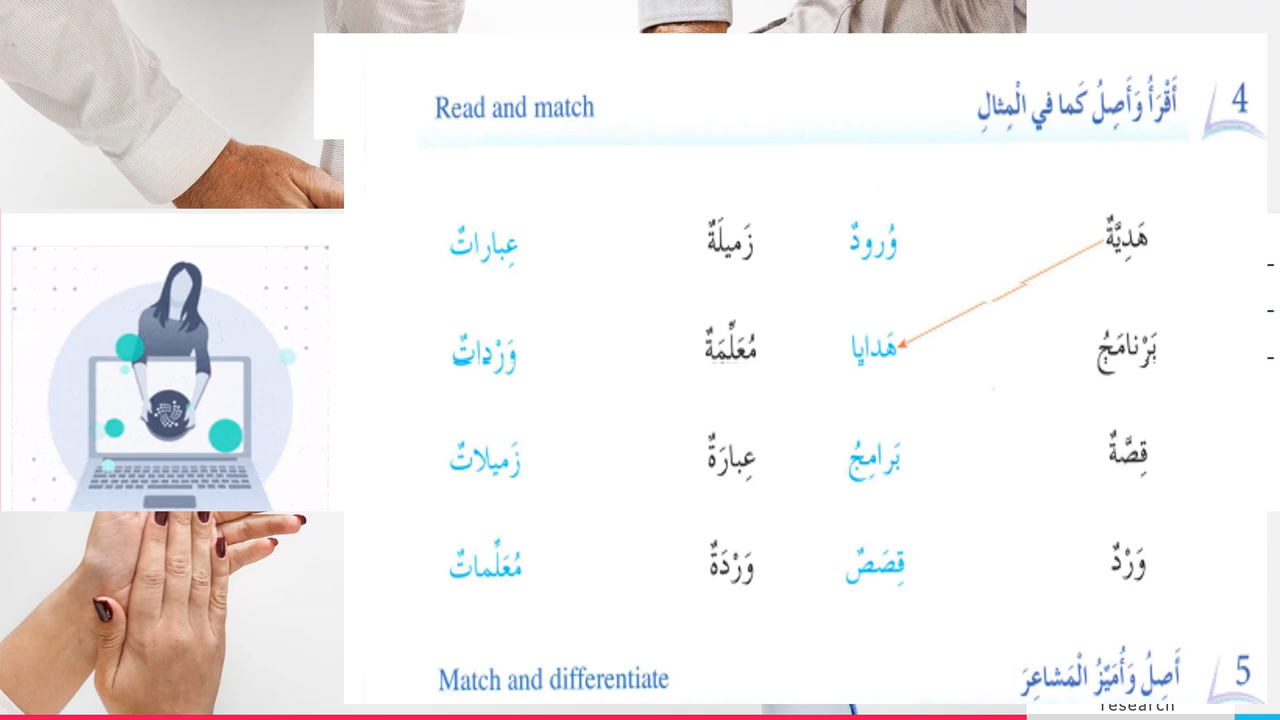 4 أَقْرَأُ وَأَصِلُ كَما في الْمِثالِ Read and match
هَدِيَّةٌ وُرودٌ زَميلَةٌ عِباراتٌ
بَرْنامَجٌ هَدايا مُعَلِّمَةٌ وَرْداتٌ
قِصَّةٌ بَرامِجُ عِبارَةٌ زَميلاتٌ
وَرْدٌ قِصَصٌ وَرْدَةٌ مُعَلِّماتٌ
5 أَصِلُ وَأُمَيِّزُ الْمَشاعِرَ Match and differentiate
research